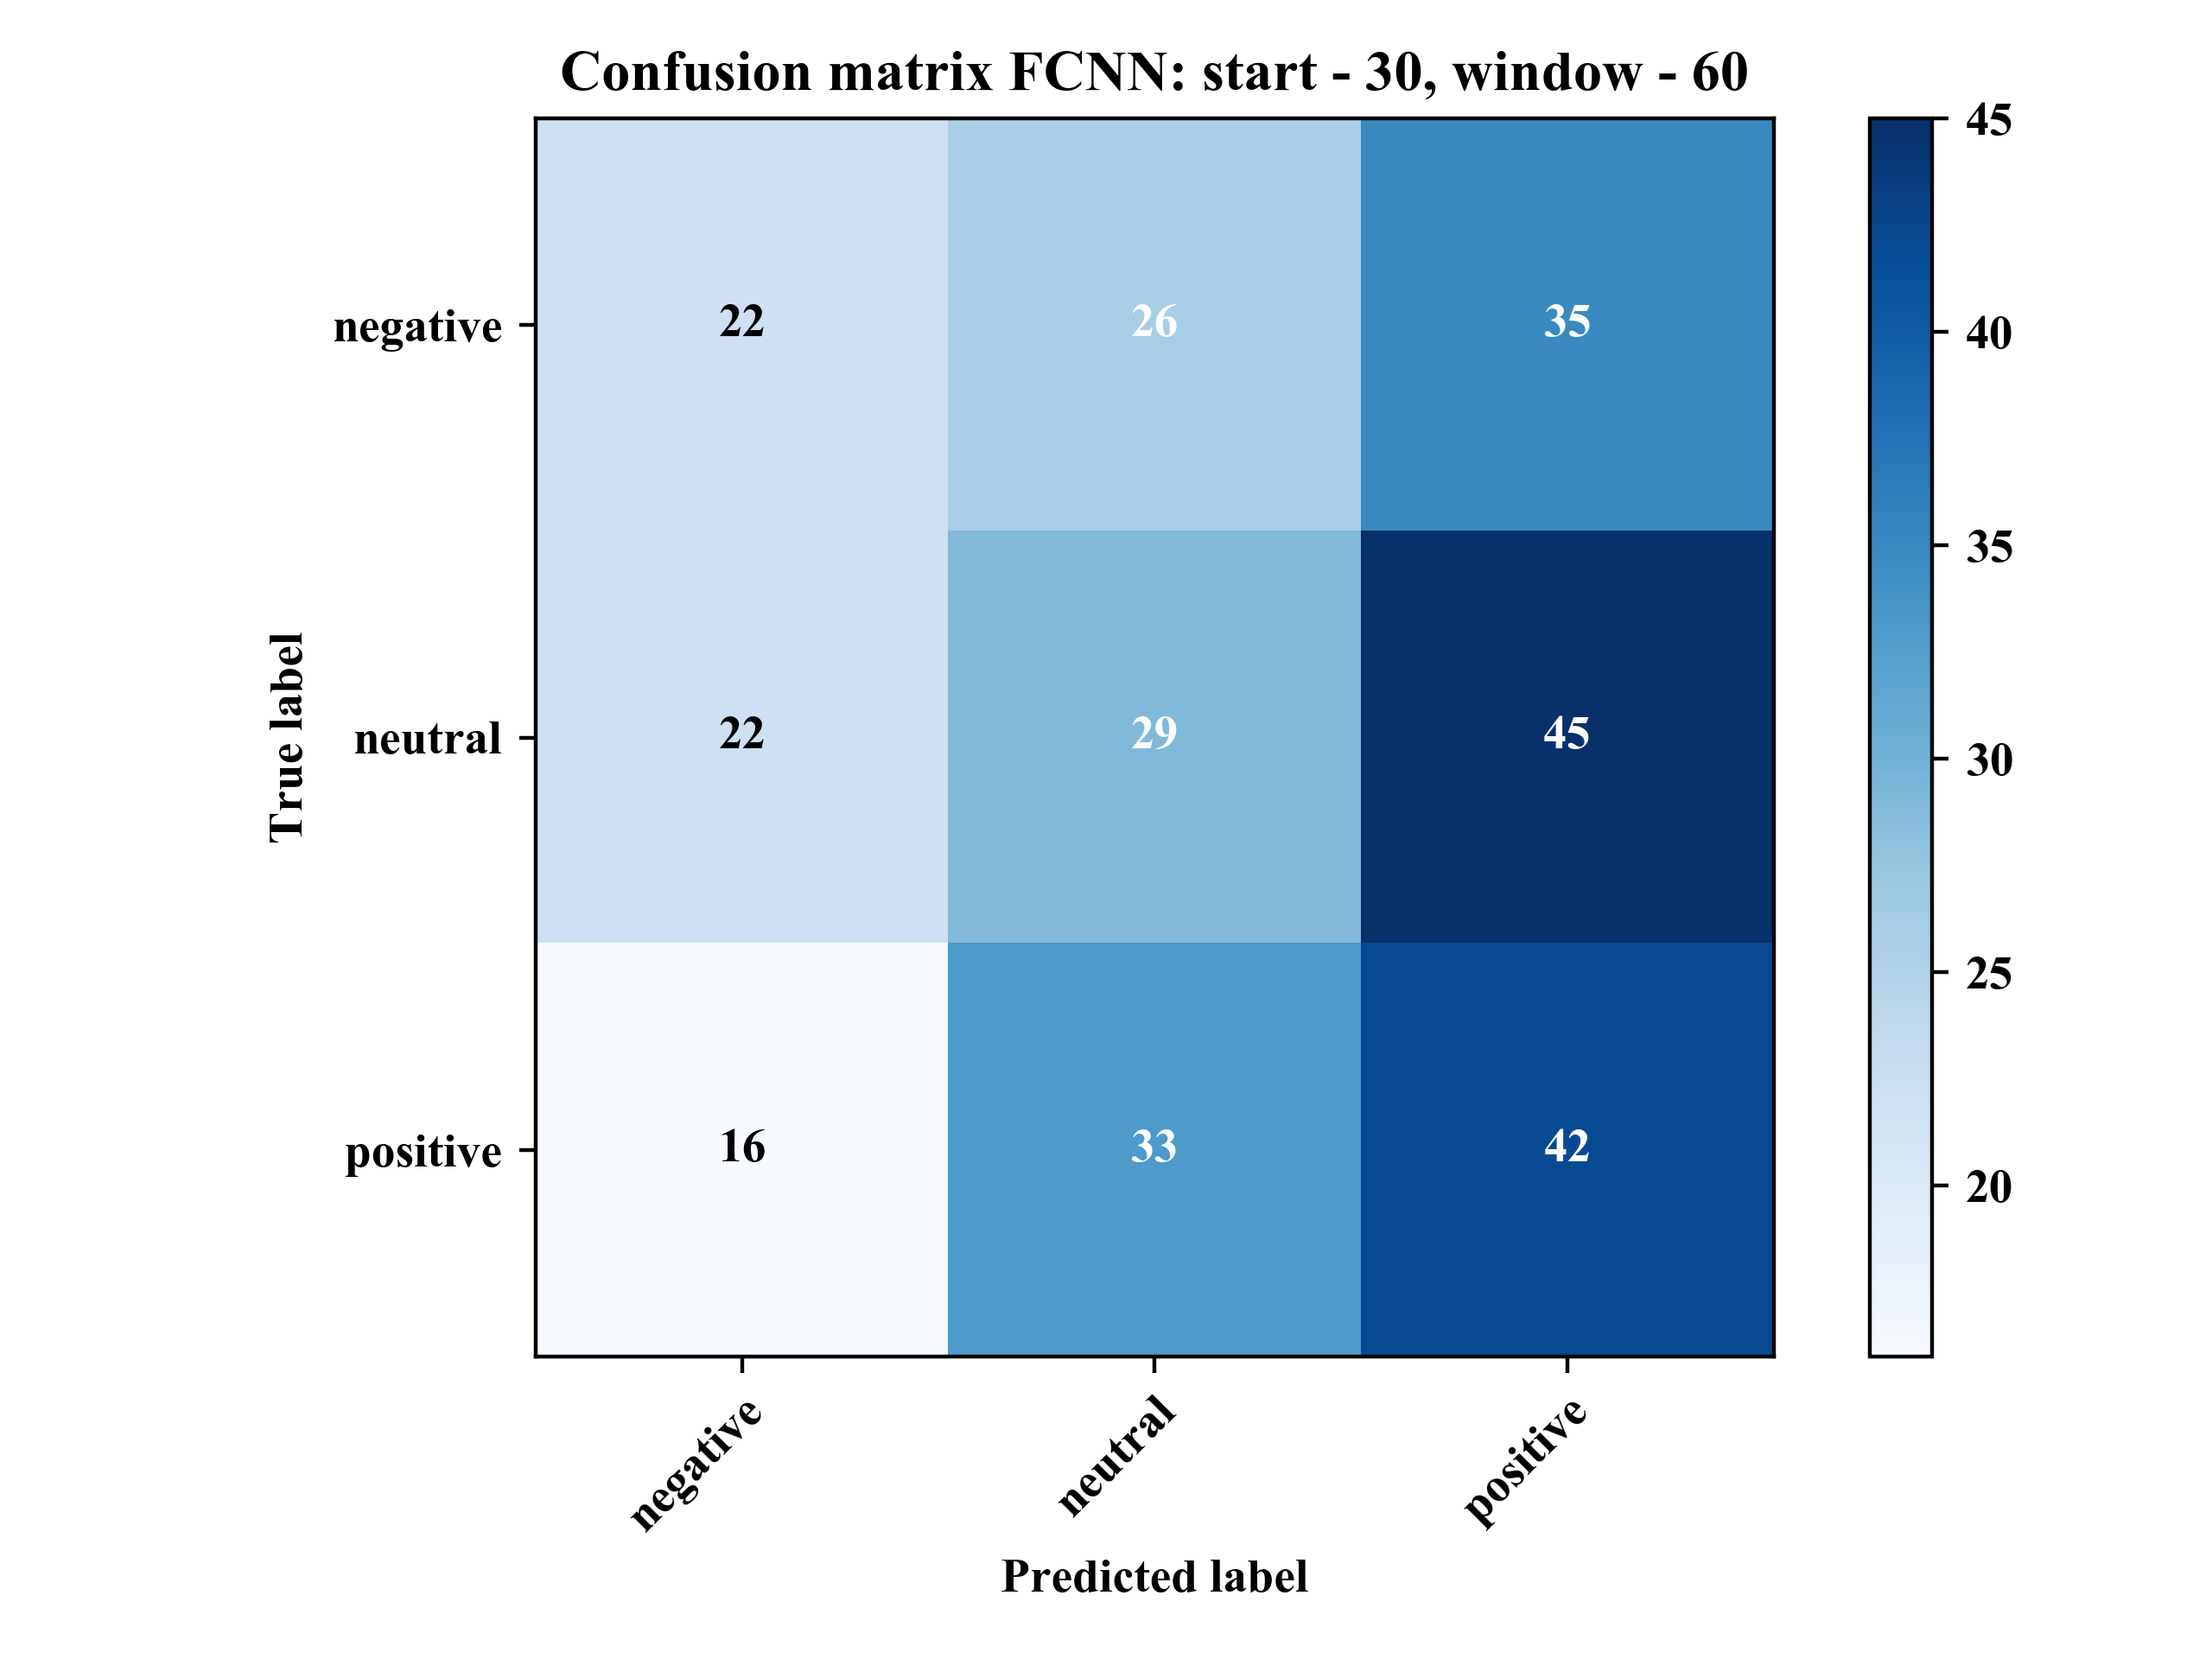 Confusion matrix FCNN: start - 30, window - 60
45
negative 22 26 35
40
35
True label
neutral 22 29 45
30
25
positive 16 33 42
20
negative neutral positive
Predicted label